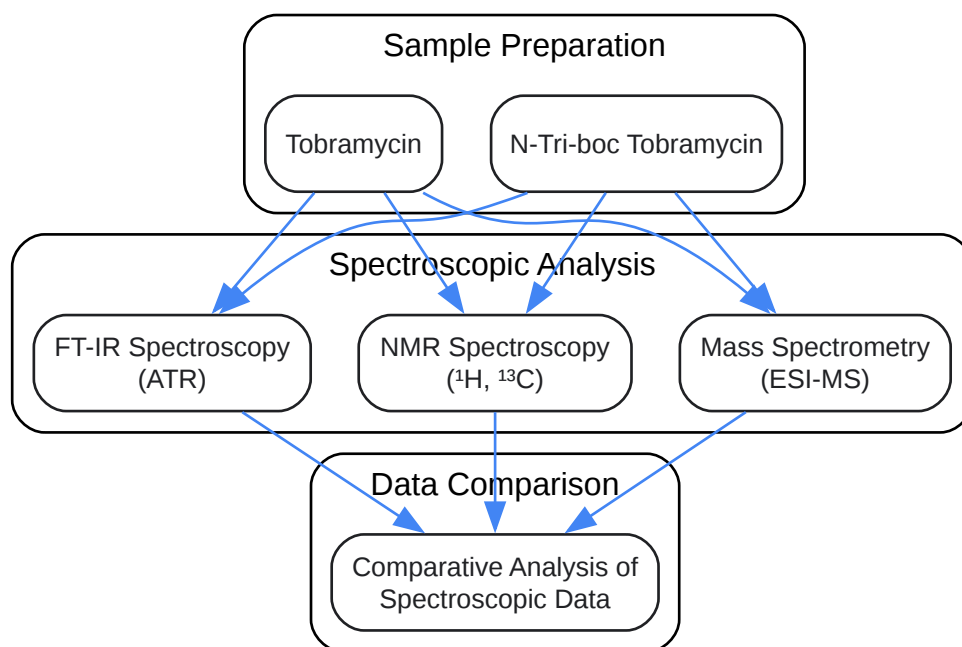 Sample Preparation
Tobramycin
N-Tri-boc Tobramycin
Spectroscopic Analysis
FT-IR Spectroscopy
(ATR)
NMR Spectroscopy
(¹H, ¹³C)
Mass Spectrometry
(ESI-MS)
Data Comparison
Comparative Analysis of
Spectroscopic Data